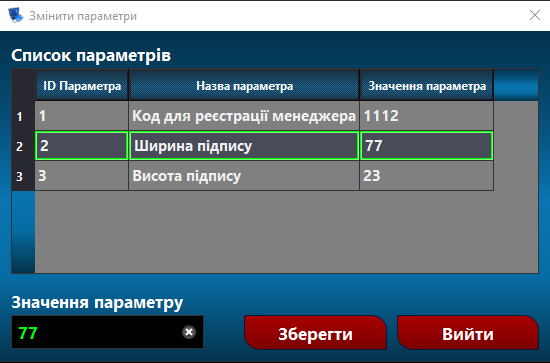 Змінити параметри
Список параметрів
ID Параметра Назва параметра Значення параметра
1 1 Код для реєстрації менеджера 1112
2 2 Ширина підпису 77
3 3 Висота підпису 23
Значення параметру
77 Зберегти Вийти